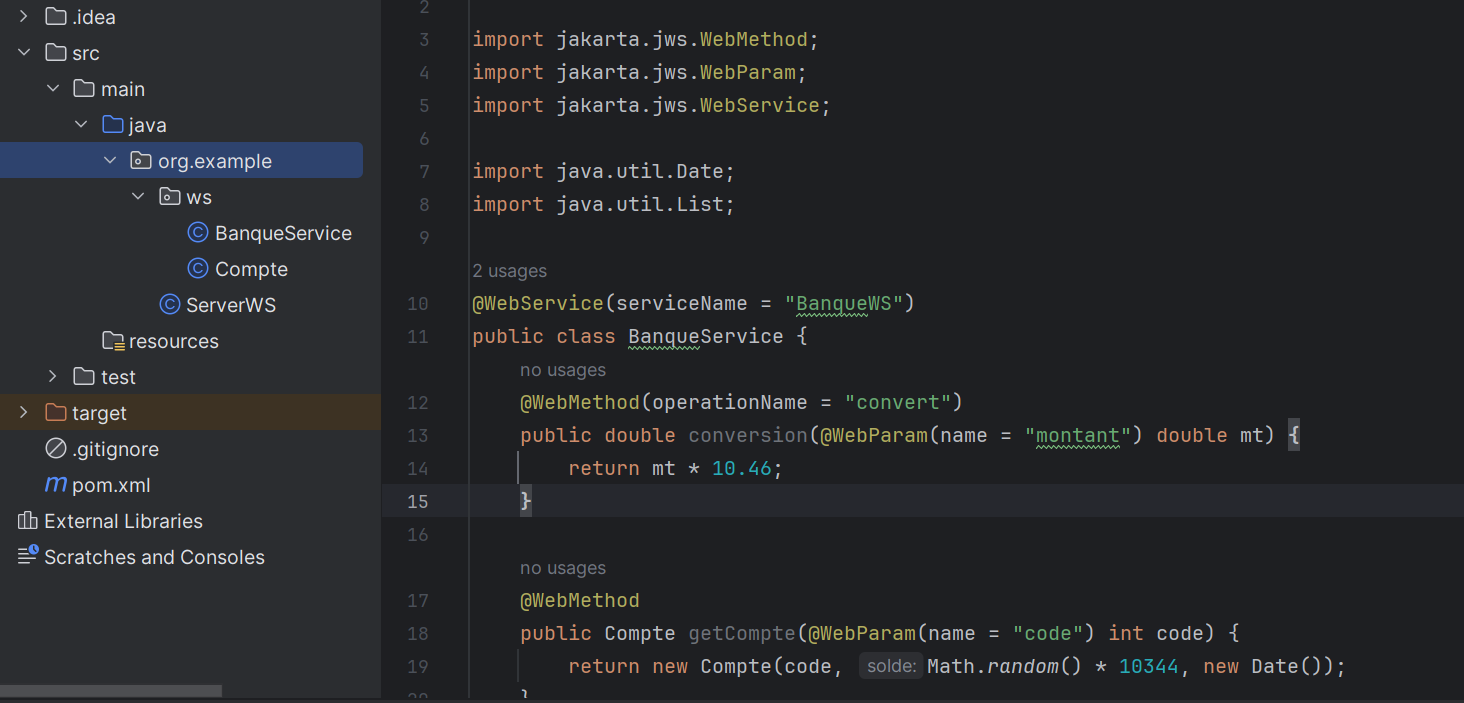 .idea
src
main
java
org.example
ws
BanqueService
Compte
ServerWS
resources
test
target
.gitignore
m pom.xml
External Libraries
Scratches and Consoles
2
3 import jakarta.jws.WebMethod;
4 import jakarta.jws.WebParam;
5 import jakarta.jws.WebService;
6
7 import java.util.Date;
8 import java.util.List;
9
2 usages
10 @WebService(serviceName = "BanqueWS")
11 public class BanqueService {
no usages
12 @WebMethod(operationName = "convert")
13 public double conversion(@WebParam(name = "montant") double mt) {
14 return mt * 10.46;
15 }
16
no usages
17 @WebMethod
18 public Compte getCompte(@WebParam(name = "code") int code) {
19 return new Compte(code, solde: Math.random() * 10344, new Date());
20 }